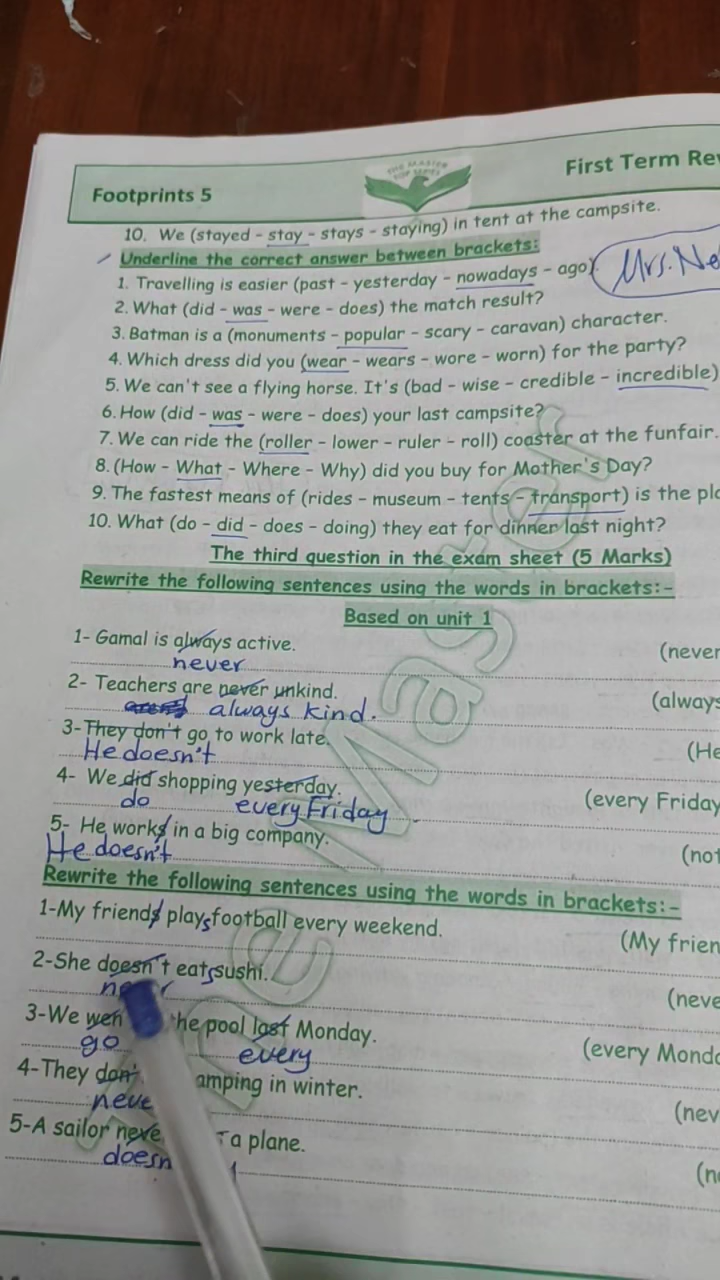 Footprints 5
THE MASTER
First Term Re
10. We (stayed – stay – stays – staying) in tent at the campsite.
Underline the correct answer between brackets:
Mrs. Ne
1. Travelling is easier (past – yesterday – nowadays – ago).
2. What (did – was – were – does) the match result?
3. Batman is a (monuments – popular – scary – caravan) character.
4. Which dress did you (wear – wears – wore – worn) for the party?
5. We can't see a flying horse. It's (bad – wise – credible – incredible)
6. How (did – was – were – does) your last campsite?
7. We can ride the (roller – lower – ruler – roll) coaster at the funfair.
8. (How – What – Where – Why) did you buy for Mother's Day?
9. The fastest means of (rides – museum – tents – transport) is the pla
10. What (do – did – does – doing) they eat for dinner last night?
The third question in the exam sheet (5 Marks)
Rewrite the following sentences using the words in brackets:-
Based on unit 1
1- Gamal is always active. (never
never
2- Teachers are never unkind. (always
always kind.
3-They don't go to work late. (He
He doesn't
4- We did shopping yesterday. (every Friday
do every Friday
5- He works in a big company. (not
He doesn't
Rewrite the following sentences using the words in brackets:-
1-My friends plays football every weekend. (My frien
2-She doesn't eats sushi. (neve
3-We the pool last Monday. (every Monda
go every
4-They camping in winter. (nev
neve
5-A sailor neve a plane. (n
doesn
The Master